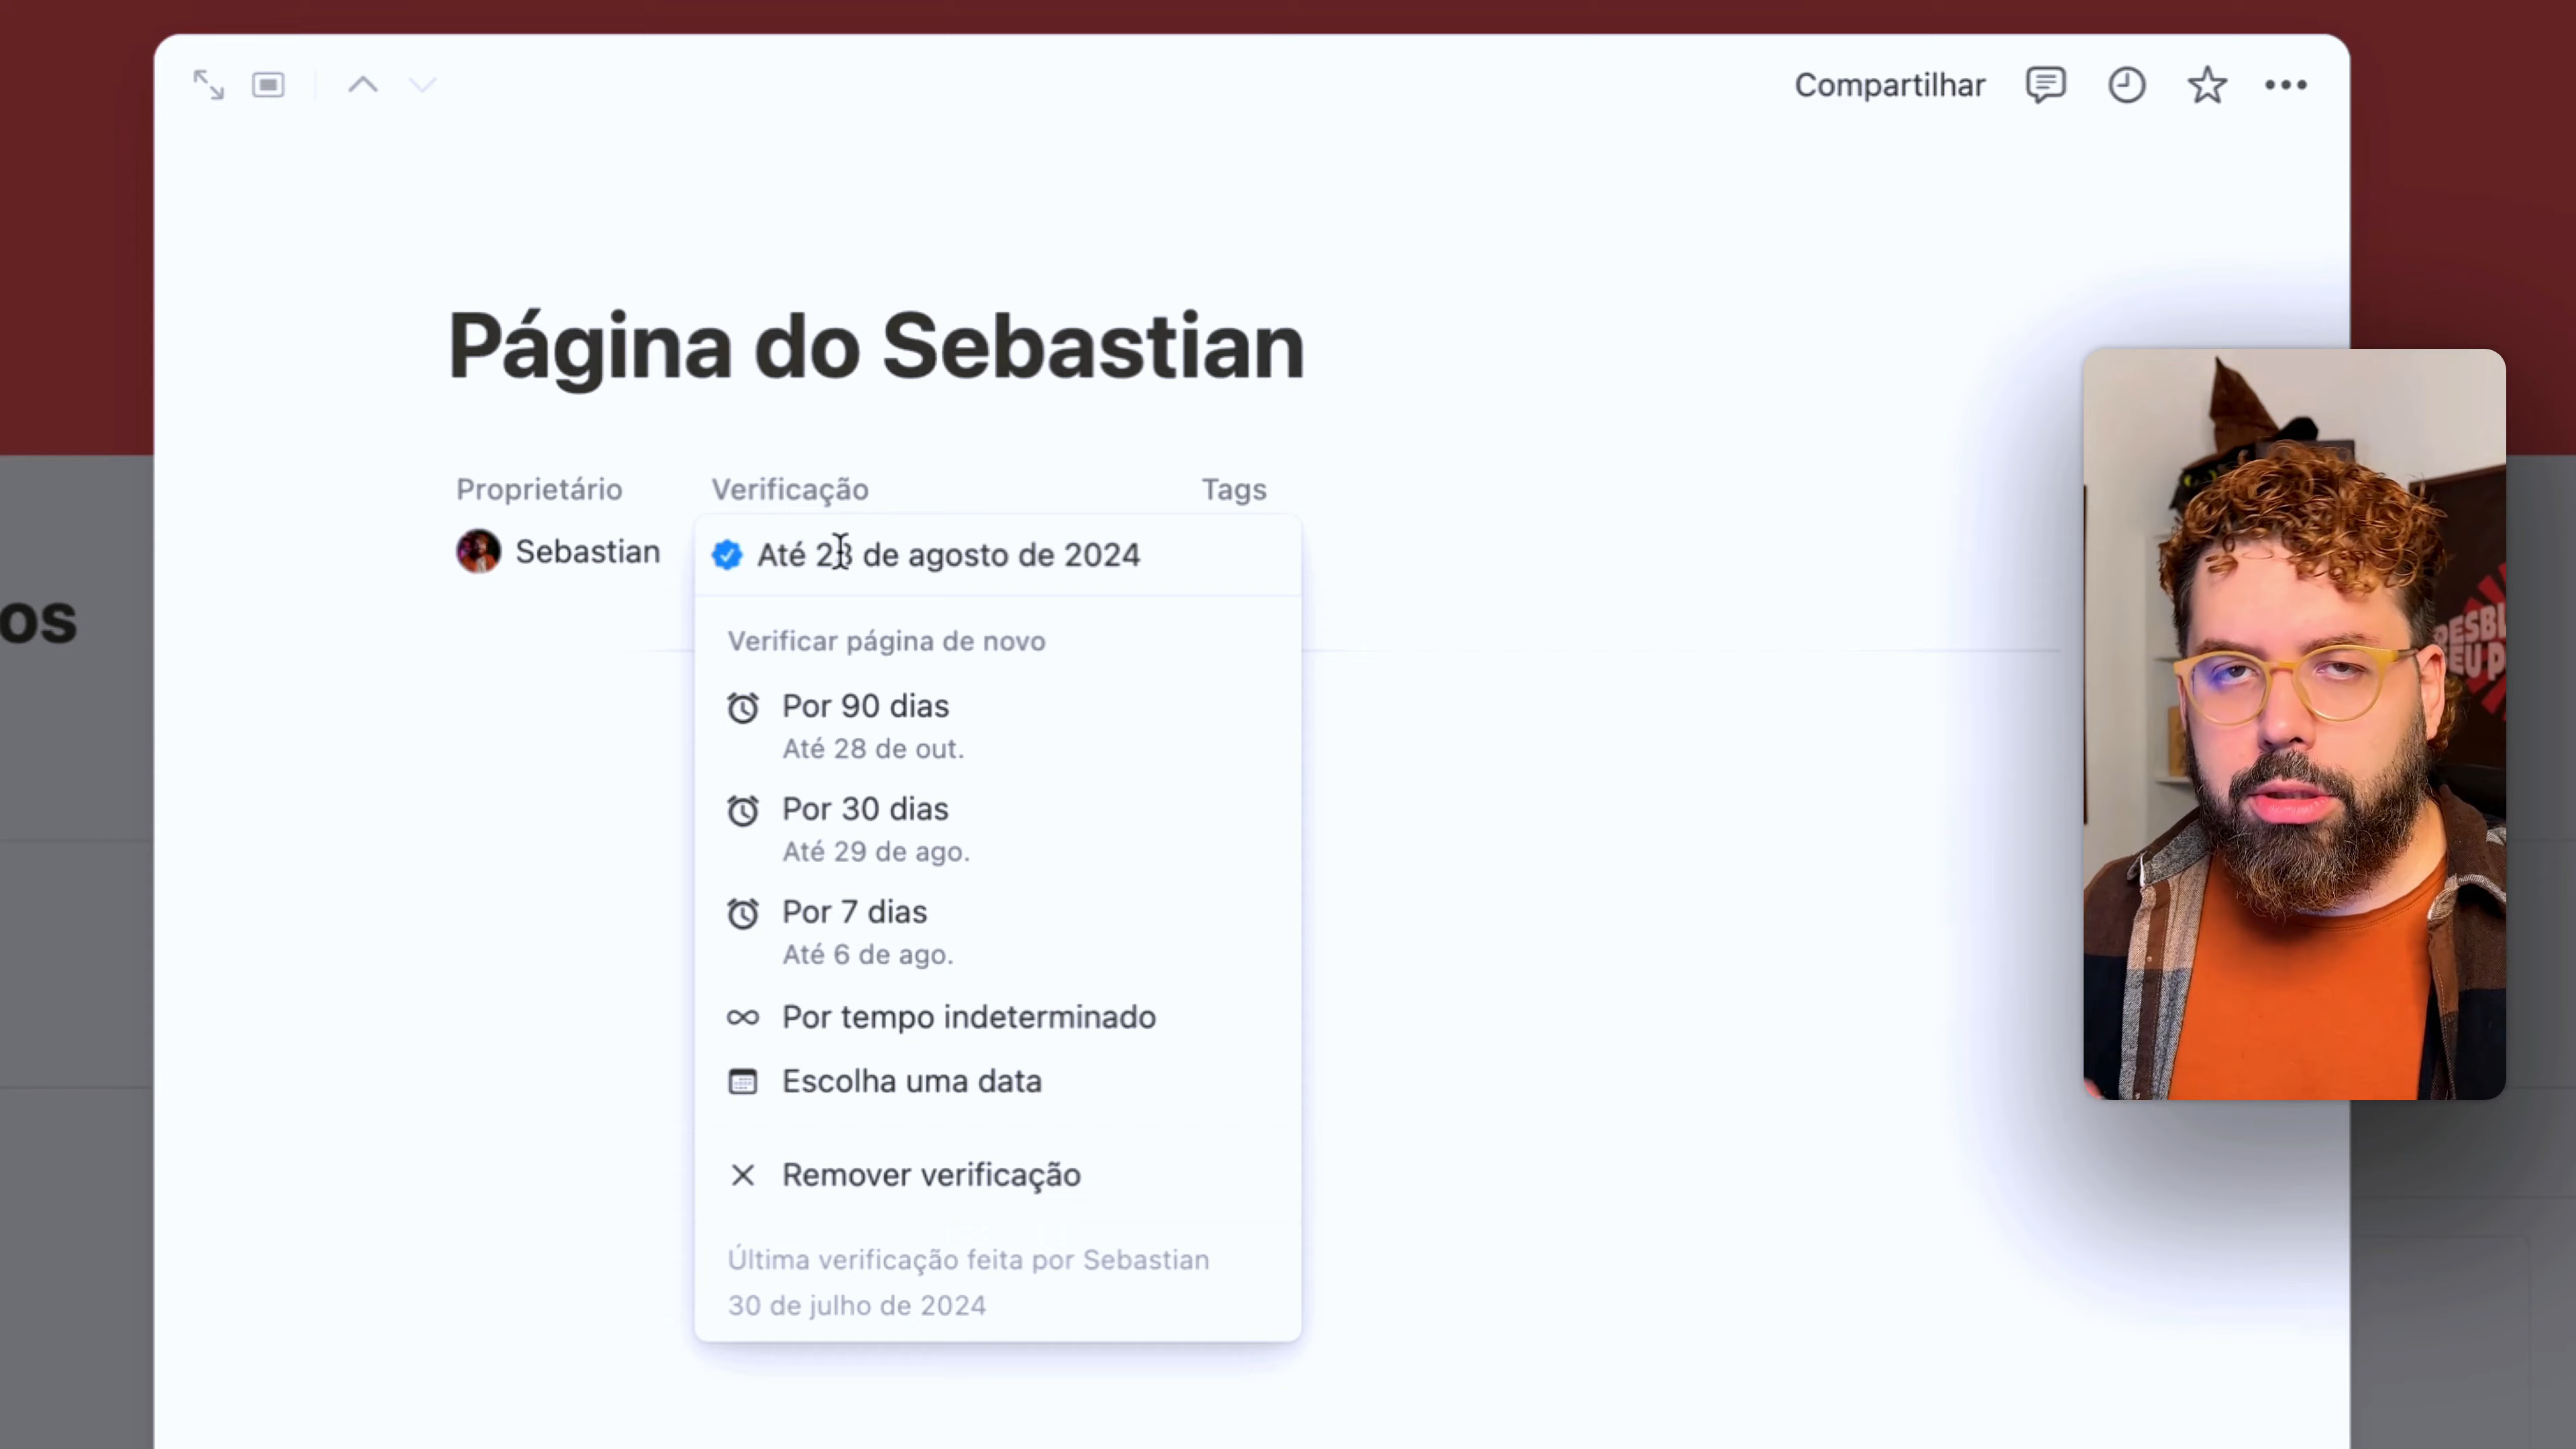 Compartilhar
Página do Sebastian
Proprietário
Verificação
Tags
Sebastian
Até 23 de agosto de 2024
os
Verificar página de novo
Por 90 dias
Até 28 de out.
Por 30 dias
Até 29 de ago.
Por 7 dias
Até 6 de ago.
Por tempo indeterminado
Escolha uma data
Remover verificação
Última verificação feita por Sebastian
30 de julho de 2024